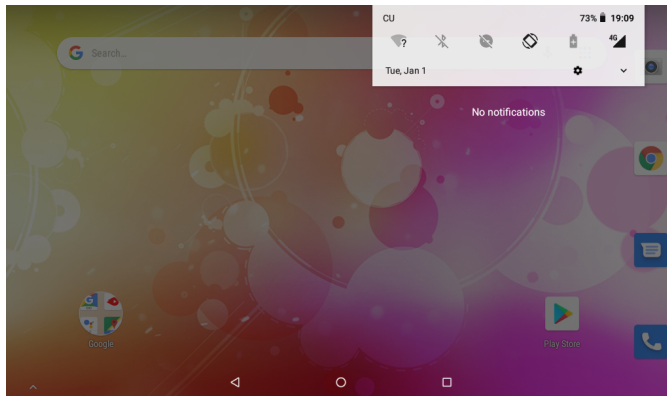 CU
73% 19:09
?
4G
Tue, Jan 1
Search...
G
No notifications
G
Google
Play Store